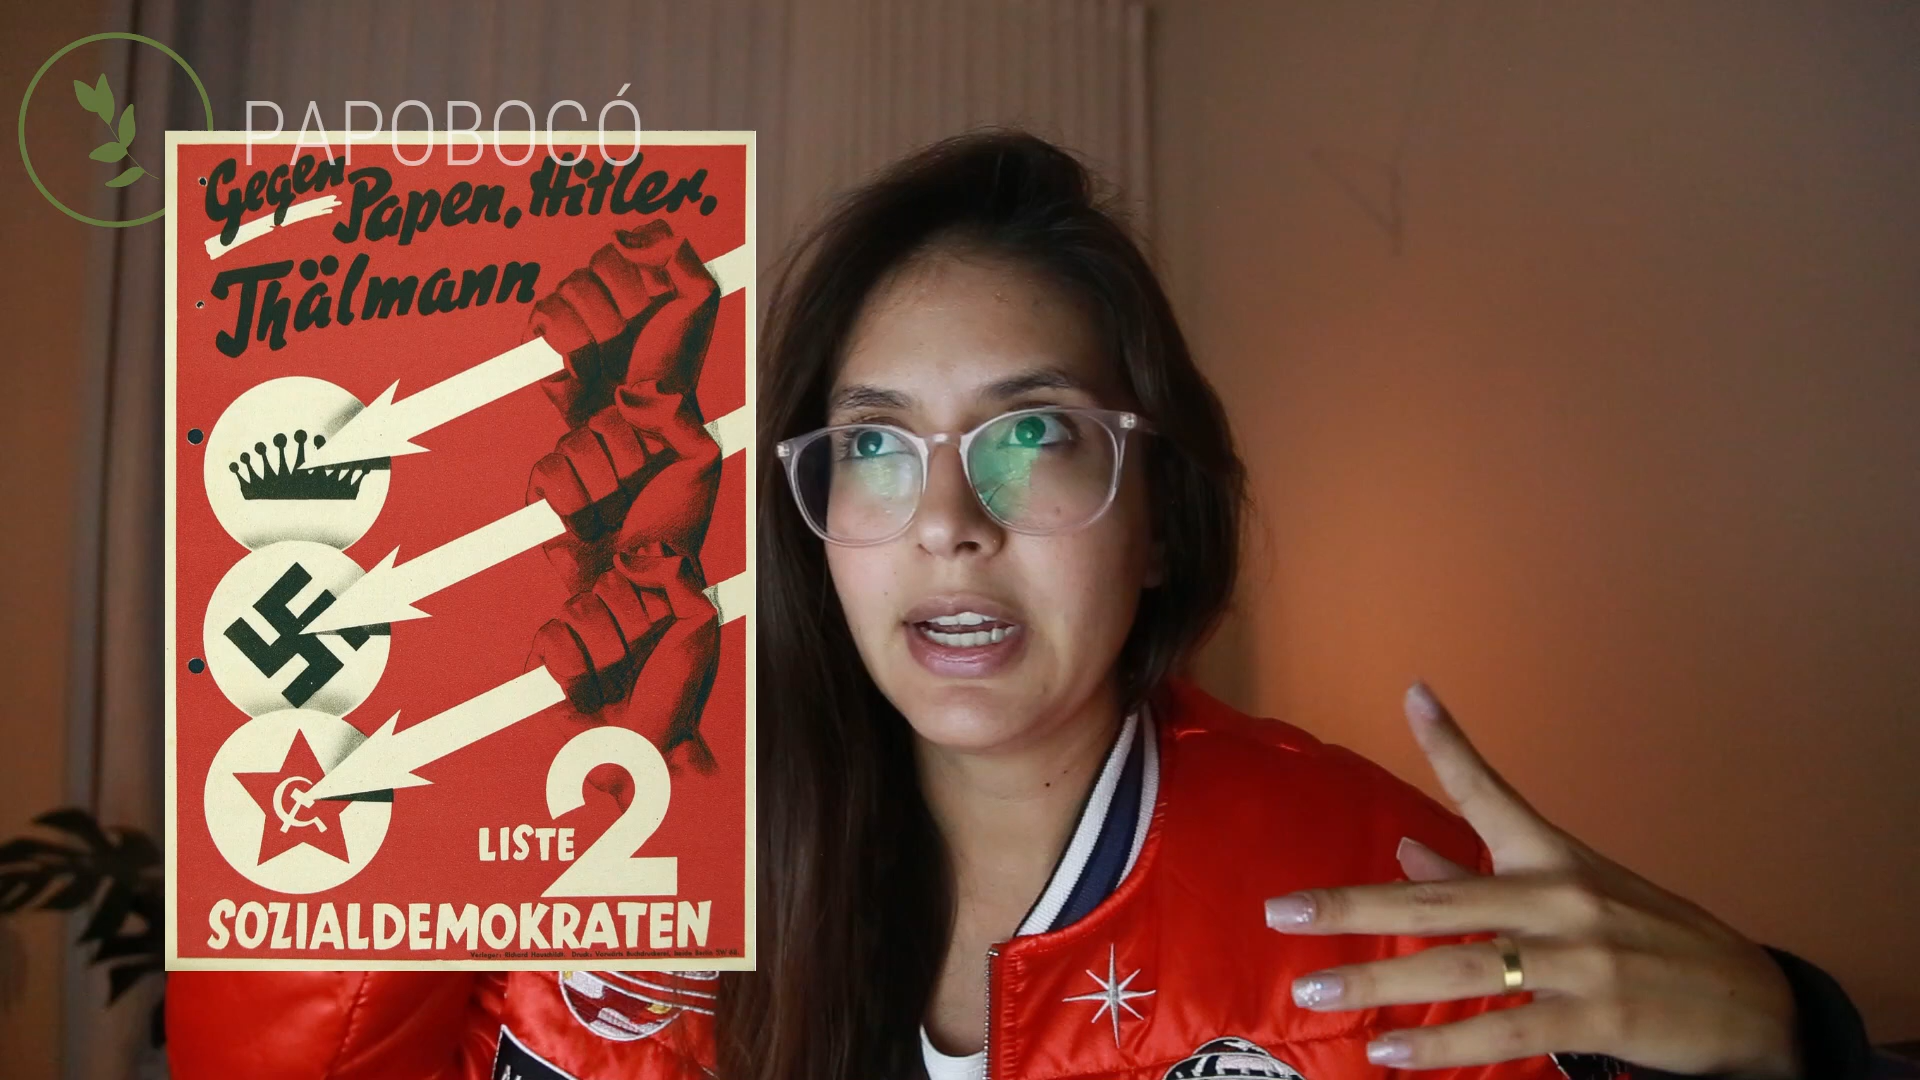 PAPOBOCÓ
Gegen
Papen, Hitler,
Thälmann
LISTE 2
SOZIALDEMOKRATEN